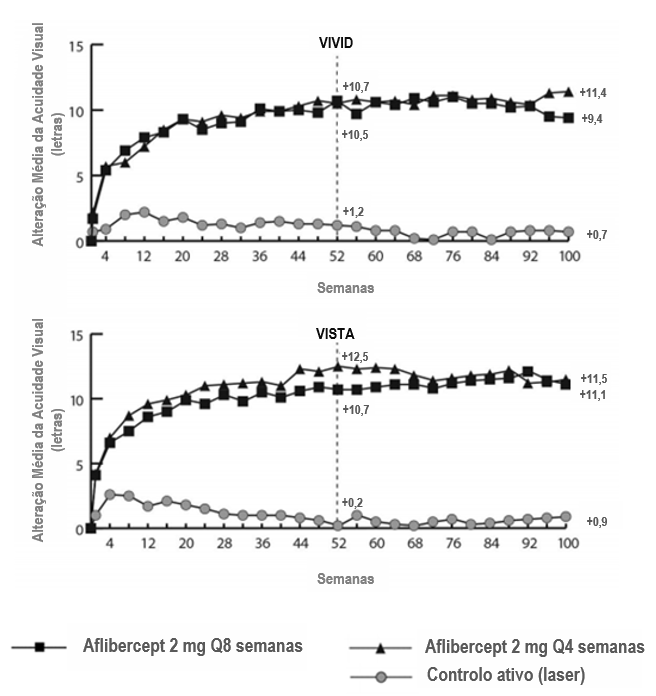 VIVID
Alteração Média da Acuidade Visual
(letras)
15
10
5
0
+10,7
+10,5
+1,2
+11,4
+9,4
+0,7
4 12 20 28 36 44 52 60 68 76 84 92 100
Semanas
VISTA
Alteração Média da Acuidade Visual
(letras)
15
10
5
0
+12,5
+10,7
+0,2
+11,5
+11,1
+0,9
4 12 20 28 36 44 52 60 68 76 84 92 100
Semanas
Aflibercept 2 mg Q8 semanas
Aflibercept 2 mg Q4 semanas
Controlo ativo (laser)